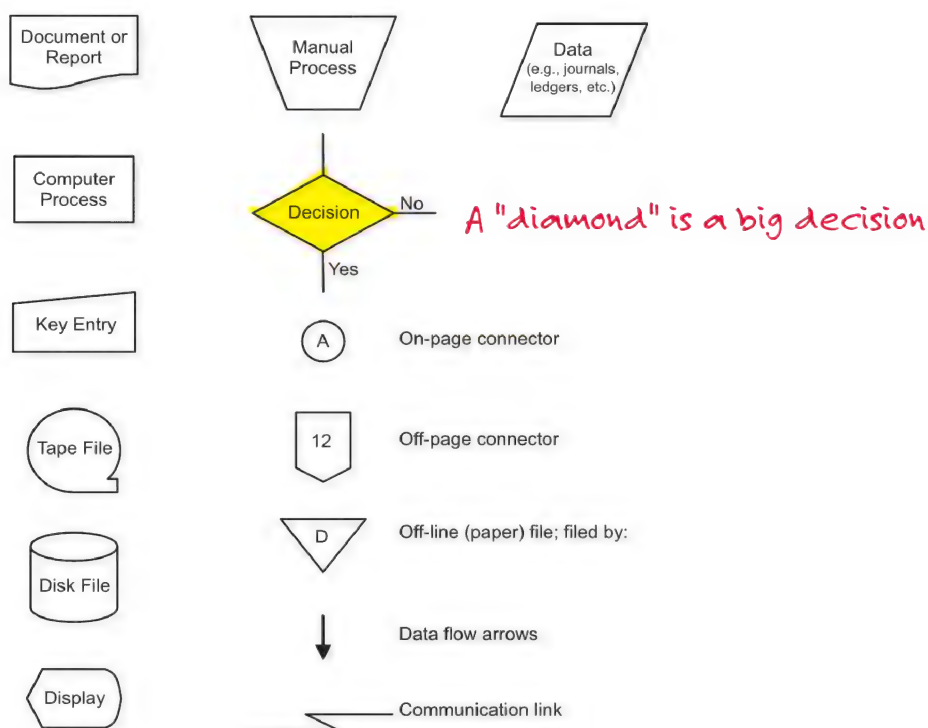 Document or
Report
Manual
Process
Data
(e.g., journals,
ledgers, etc.)
Computer
Process
Decision
No
Yes
A "diamond" is a big decision
Key Entry
A
On-page connector
Tape File
12
Off-page connector
D
Off-line (paper) file; filed by:
Disk File
Data flow arrows
Display
Communication link